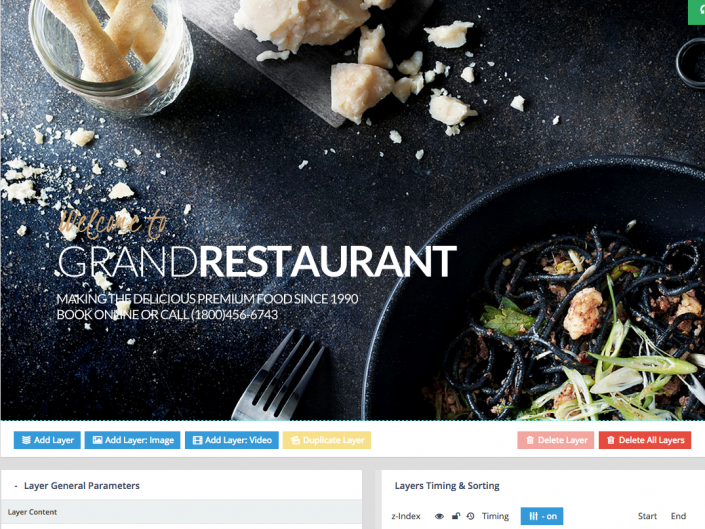 Welcome to
GRANDRESTAURANT
MAKING THE DELICIOUS PREMIUM FOOD SINCE 1990
BOOK ONLINE OR CALL (1800)456-6743
Add Layer Add Layer: Image Add Layer: Video Duplicate Layer Delete Layer Delete All Layers
- Layer General Parameters
Layer Content
Layers Timing & Sorting
z-Index Timing - on Start End